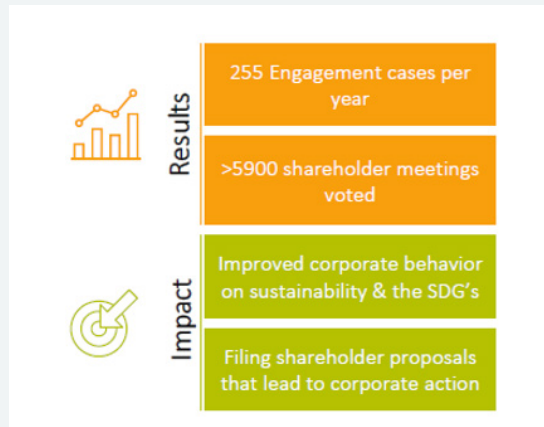 Results
255 Engagement cases per
year
>5900 shareholder meetings
voted
Impact
Improved corporate behavior
on sustainability & the SDG's
Filing shareholder proposals
that lead to corporate action